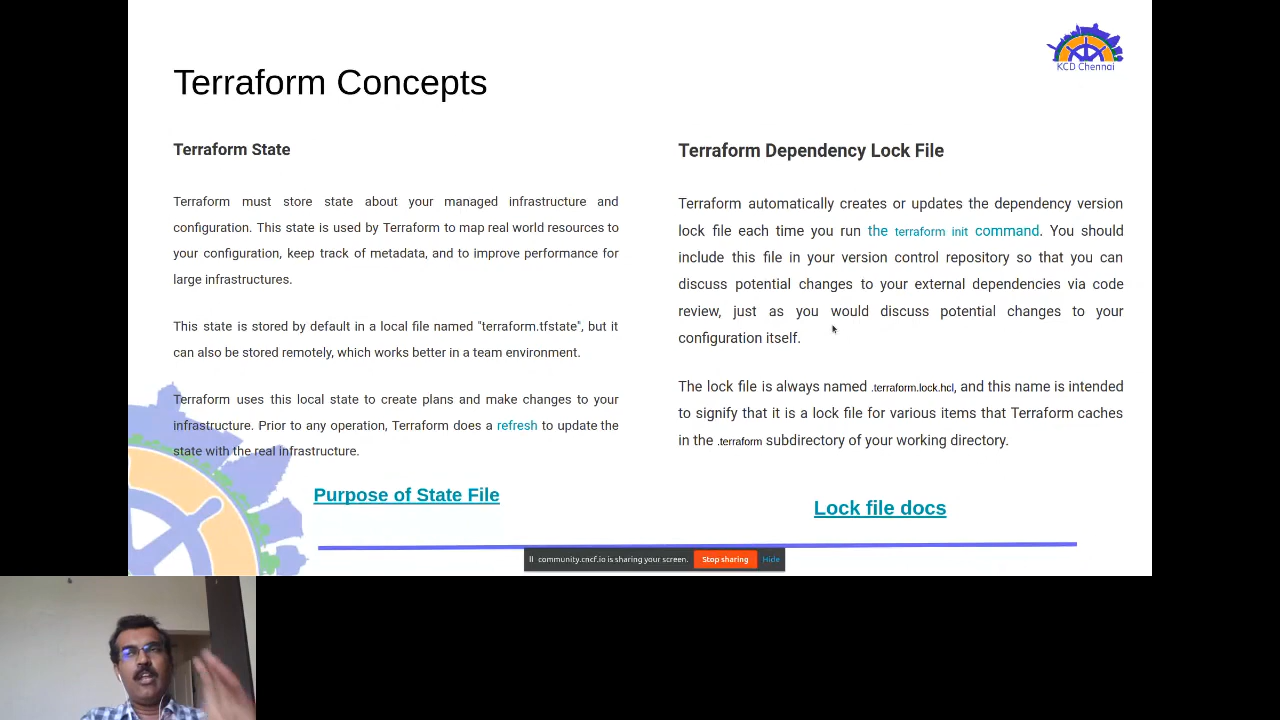 KCD Chennai
Terraform Concepts
Terraform State
Terraform must store state about your managed infrastructure and
configuration. This state is used by Terraform to map real world resources to
your configuration, keep track of metadata, and to improve performance for
large infrastructures.
This state is stored by default in a local file named "terraform.tfstate", but it
can also be stored remotely, which works better in a team environment.
Terraform uses this local state to create plans and make changes to your
infrastructure. Prior to any operation, Terraform does a refresh to update the
state with the real infrastructure.
Purpose of State File
Terraform Dependency Lock File
Terraform automatically creates or updates the dependency version
lock file each time you run the terraform init command. You should
include this file in your version control repository so that you can
discuss potential changes to your external dependencies via code
review, just as you would discuss potential changes to your
configuration itself.
The lock file is always named .terraform.lock.hcl, and this name is intended
to signify that it is a lock file for various items that Terraform caches
in the .terraform subdirectory of your working directory.
Lock file docs
community.cncf.io is sharing your screen. Stop sharing Hide